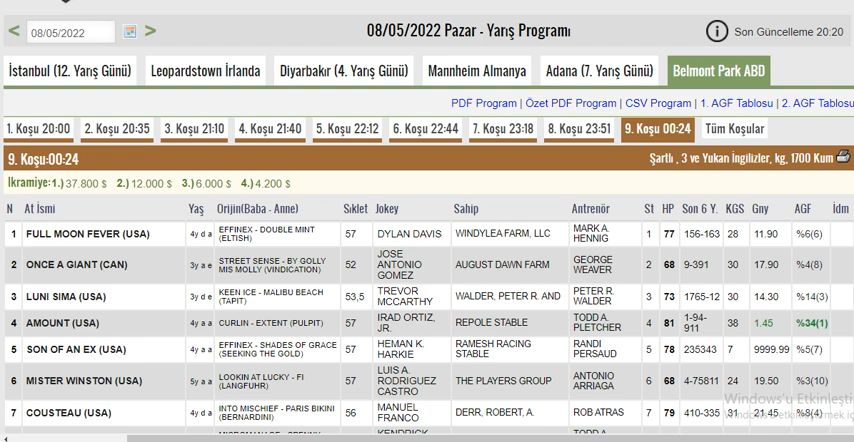 08/05/2022 08/05/2022 Pazar - Yarış Programı Son Güncelleme 20:20
İstanbul (12. Yarış Günü) Leopardstown İrlanda Diyarbakır (4. Yarış Günü) Mannheim Almanya Adana (7. Yarış Günü) Belmont Park ABD
PDF Program | Özet PDF Program | CSV Program | 1. AGF Tablosu | 2. AGF Tablosu
1. Koşu 20:00 2. Koşu 20:35 3. Koşu 21:10 4. Koşu 21:40 5. Koşu 22:12 6. Koşu 22:44 7. Koşu 23:18 8. Koşu 23:51 9. Koşu 00:24 Tüm Koşular
9. Koşu:00:24 Şartlı , 3 ve Yukarı İngilizler, kg, 1700 Kum
İkramiye:1.) 37.800 $ 2.) 12.000 $ 3.) 6.000 $ 4.) 4.200 $
N At İsmi Yaş Orijin(Baba - Anne) Sıklet Jokey Sahip Antrenör St HP Son 6 Y. KGS Gny AGF İdm
1 FULL MOON FEVER (USA) 4y d a EFFINEX - DOUBLE MINT (ELTISH) 57 DYLAN DAVIS WINDYLEA FARM, LLC MARK A. HENNIG 1 77 156-163 28 11.90 %6(6)
2 ONCE A GIANT (CAN) 3y a e STREET SENSE - BY GOLLY MIS MOLLY (VINDICATION) 52 JOSE ANTONIO GOMEZ AUGUST DAWN FARM GEORGE WEAVER 2 68 9-391 30 17.90 %4(8)
3 LUNI SIMA (USA) 3y d e KEEN ICE - MALIBU BEACH (TAPIT) 53,5 TREVOR MCCARTHY WALDER, PETER R. AND PETER R. WALDER 3 73 1765-12 30 14.30 %14(3)
4 AMOUNT (USA) 4y a a CURLIN - EXTENT (PULPIT) 57 IRAD ORTIZ, JR. REPOLE STABLE TODD A. PLETCHER 4 81 1-94-911 38 1.45 %34(1)
5 SON OF AN EX (USA) 4y a a EFFINEX - SHADES OF GRACE (SEEKING THE GOLD) 57 HEMAN K. HARKIE RAMESH RACING STABLE RANDI PERSAUD 5 78 235343 7 9999.99 %5(7)
6 MISTER WINSTON (USA) 5y a a LOOKIN AT LUCKY - FI (LANGFUHR) 57 LUIS A. RODRIGUEZ CASTRO THE PLAYERS GROUP ANTONIO ARRIAGA 6 68 4-75811 24 19.50 %3(10)
7 COUSTEAU (USA) 4y d a INTO MISCHIEF - PARIS BIKINI (BERNARDINI) 56 MANUEL FRANCO DERR, ROBERT, A. ROB ATRAS 7 79 410-335 31 21.45 %8(4)
KENDRICK TODD A.
Windows'u Etkinleştir